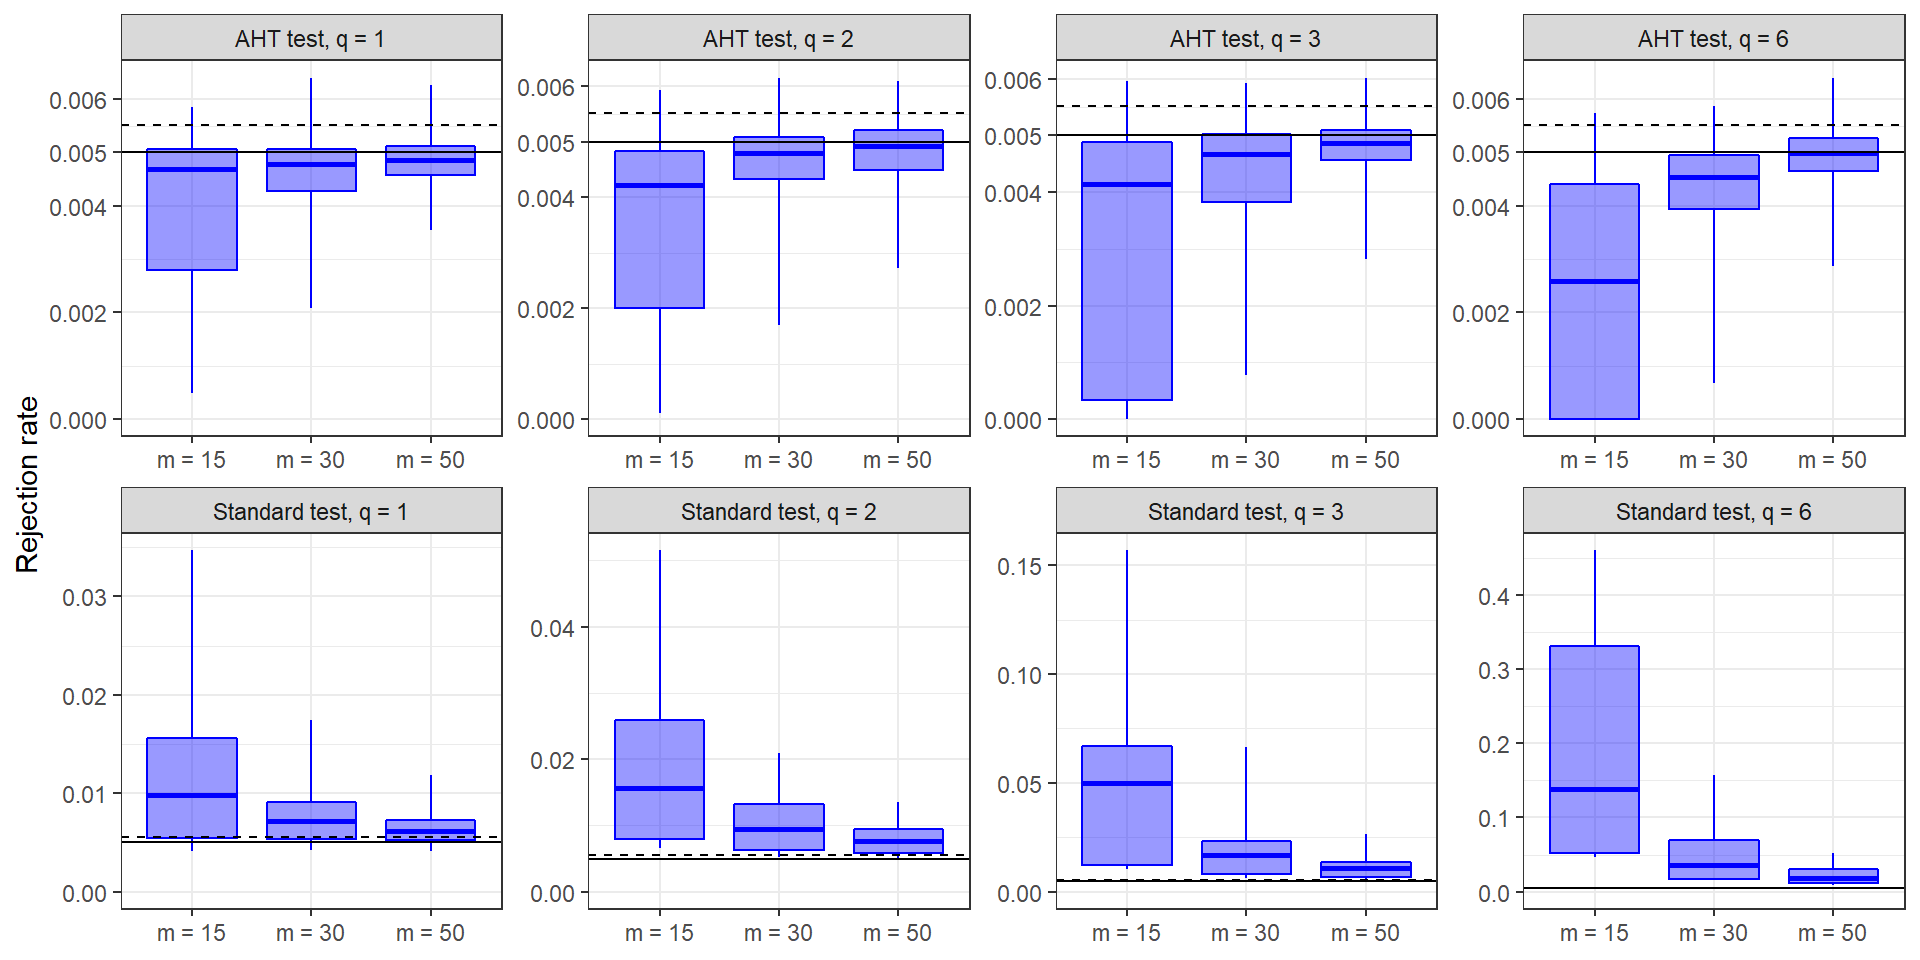 Rejection rate
AHT test, q = 1
0.006
0.005
0.004
0.002
0.000
m = 15 m = 30 m = 50
AHT test, q = 2
0.006
0.005
0.004
0.002
0.000
m = 15 m = 30 m = 50
AHT test, q = 3
0.006
0.005
0.004
0.002
0.000
m = 15 m = 30 m = 50
AHT test, q = 6
0.006
0.005
0.004
0.002
0.000
m = 15 m = 30 m = 50
Standard test, q = 1
0.03
0.02
0.01
0.00
m = 15 m = 30 m = 50
Standard test, q = 2
0.04
0.02
0.00
m = 15 m = 30 m = 50
Standard test, q = 3
0.15
0.10
0.05
0.00
m = 15 m = 30 m = 50
Standard test, q = 6
0.4
0.3
0.2
0.1
0.0
m = 15 m = 30 m = 50